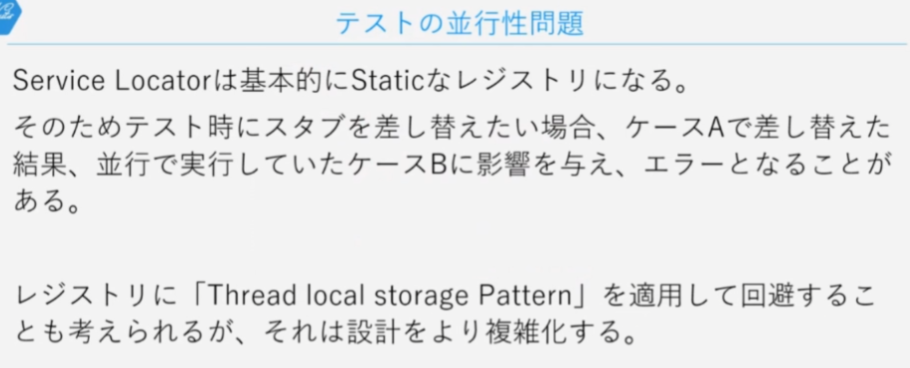 テストの並行性問題
Service Locatorは基本的にStaticなレジストリになる。
そのためテスト時にスタブを差し替えたい場合、ケースAで差し替えた
結果、並行で実行していたケースBに影響を与え、エラーとなることが
ある。
レジストリに「Thread local storage Pattern」を適用して回避するこ
とも考えられるが、それは設計をより複雑化する。